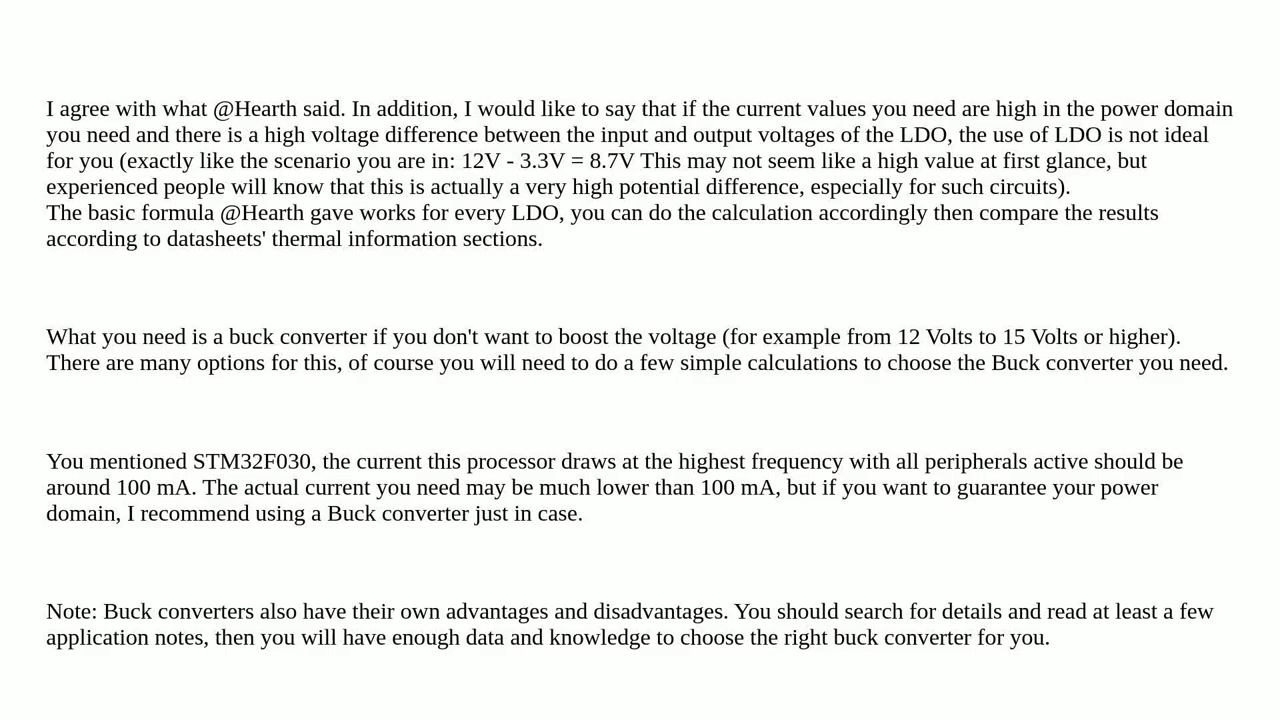 I agree with what @Hearth said. In addition, I would like to say that if the current values you need are high in the power domain
you need and there is a high voltage difference between the input and output voltages of the LDO, the use of LDO is not ideal
for you (exactly like the scenario you are in: 12V - 3.3V = 8.7V This may not seem like a high value at first glance, but
experienced people will know that this is actually a very high potential difference, especially for such circuits).
The basic formula @Hearth gave works for every LDO, you can do the calculation accordingly then compare the results
according to datasheets' thermal information sections.
What you need is a buck converter if you don't want to boost the voltage (for example from 12 Volts to 15 Volts or higher).
There are many options for this, of course you will need to do a few simple calculations to choose the Buck converter you need.
You mentioned STM32F030, the current this processor draws at the highest frequency with all peripherals active should be
around 100 mA. The actual current you need may be much lower than 100 mA, but if you want to guarantee your power
domain, I recommend using a Buck converter just in case.
Note: Buck converters also have their own advantages and disadvantages. You should search for details and read at least a few
application notes, then you will have enough data and knowledge to choose the right buck converter for you.